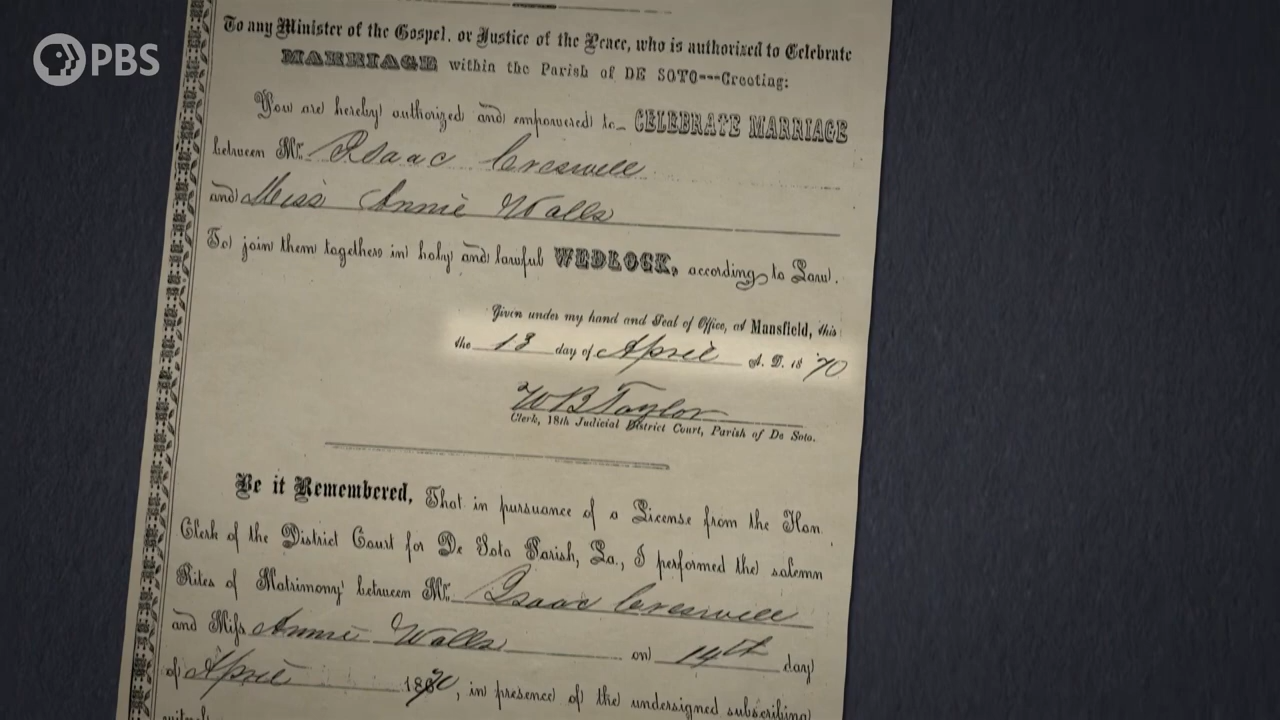 PBS
To any Minister of the Gospel, or Justice of the Peace, who is authorized to Celebrate
MARRIAGE within the Parish of DE SOTO---Greeting:
You are hereby authorized and empowered to CELEBRATE MARRIAGE
between Mr. Isaac Creswell
and Miss Annie Walls
To join them together in holy and lawful WEDLOCK, according to Law.
Given under my hand and Seal of Office, at Mansfield, this
the 13 day of April A. D. 18'70
W B Taylor
Clerk, 18th Judicial District Court, Parish of De Soto.
Be it Remembered, That in pursuance of a License from the Hon.
Clerk of the District Court for De Soto Parish, La., I performed the solemn
Rites of Matrimony between Mr. Isaac Creswell
and Miss Annie Walls on 14th day
of April 1870, in presence of the undersigned subscribing